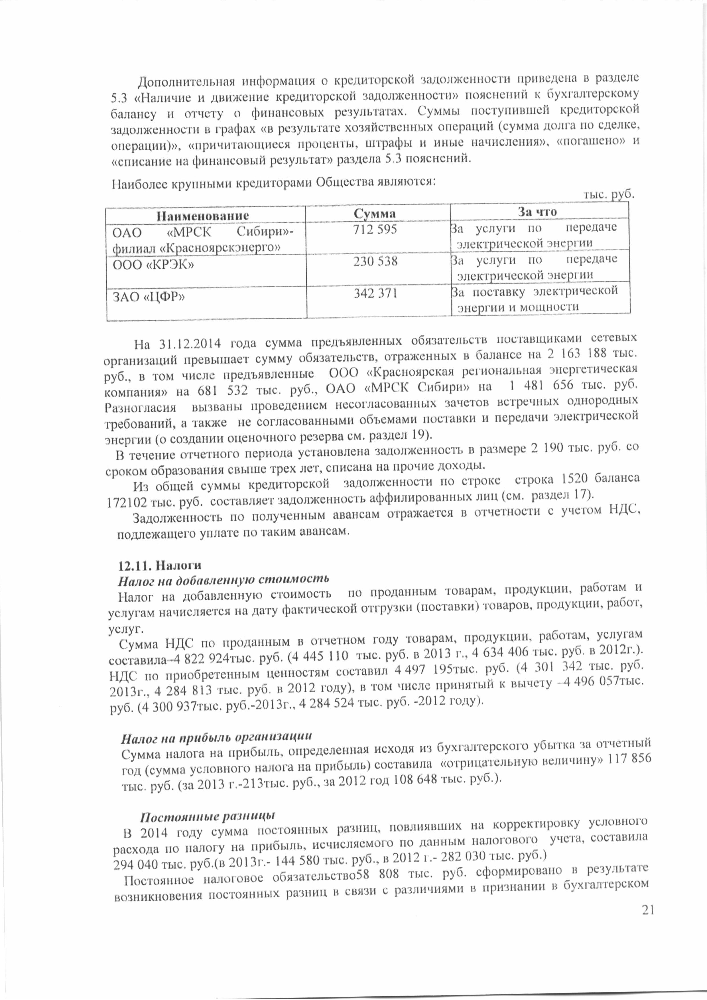 Дополнительная информация о кредиторской задолженности приведена в разделе
5.3 «Наличие и движение кредиторской задолженности» пояснений к бухгалтерскому
балансу и отчету о финансовых результатах. Суммы поступившей кредиторской
задолженности в графах «в результате хозяйственных операций (сумма долга по сделке,
операции)», «причитающиеся проценты, штрафы и иные начисления», «погашено» и
«списание на финансовый результат» раздела 5.3 пояснений.
Наиболее крупными кредиторами Общества являются:
тыс. руб.
Наименование Сумма За что
ОАО «МРСК Сибири»- 712 595 За услуги по передаче
филиал «Красноярскэнерго» электрической энергии
ООО «КРЭК» 230 538 За услуги по передаче
электрической энергии
ЗАО «ЦФР» 342 371 За поставку электрической
энергии и мощности
На 31.12.2014 года сумма предъявленных обязательств поставщиками сетевых
организаций превышает сумму обязательств, отраженных в балансе на 2 163 188 тыс.
руб., в том числе предъявленные ООО «Красноярская региональная энергетическая
компания» на 681 532 тыс. руб., ОАО «МРСК Сибири» на 1 481 656 тыс. руб.
Разногласия вызваны проведением несогласованных зачетов встречных однородных
требований, а также не согласованными объемами поставки и передачи электрической
энергии (о создании оценочного резерва см. раздел 19).
В течение отчетного периода установлена задолженность в размере 2 190 тыс. руб. со
сроком образования свыше трех лет, списана на прочие доходы.
Из общей суммы кредиторской задолженности по строке строка 1520 баланса
172102 тыс. руб. составляет задолженность аффилированных лиц (см. раздел 17).
Задолженность по полученным авансам отражается в отчетности с учетом НДС,
подлежащего уплате по таким авансам.
12.11. Налоги
Налог на добавленную стоимость
Налог на добавленную стоимость по проданным товарам, продукции, работам и
услугам начисляется на дату фактической отгрузки (поставки) товаров, продукции, работ,
услуг.
Сумма НДС по проданным в отчетном году товарам, продукции, работам, услугам
составила–4 822 924тыс. руб. (4 445 110 тыс. руб. в 2013 г., 4 634 406 тыс. руб. в 2012г.).
НДС по приобретенным ценностям составил 4 497 195тыс. руб. (4 301 342 тыс. руб.
2013г., 4 284 813 тыс. руб. в 2012 году), в том числе принятый к вычету –4 496 057тыс.
руб. (4 300 937тыс. руб.-2013г., 4 284 524 тыс. руб. -2012 году).
Налог на прибыль организации
Сумма налога на прибыль, определенная исходя из бухгалтерского убытка за отчетный
год (сумма условного налога на прибыль) составила «отрицательную величину» 117 856
тыс. руб. (за 2013 г.-213тыс. руб., за 2012 год 108 648 тыс. руб.).
Постоянные разницы
В 2014 году сумма постоянных разниц, повлиявших на корректировку условного
расхода по налогу на прибыль, исчисляемого по данным налогового учета, составила
294 040 тыс. руб.(в 2013г.- 144 580 тыс. руб., в 2012 г.- 282 030 тыс. руб.)
Постоянное налоговое обязательство58 808 тыс. руб. сформировано в результате
возникновения постоянных разниц в связи с различиями в признании в бухгалтерском
21